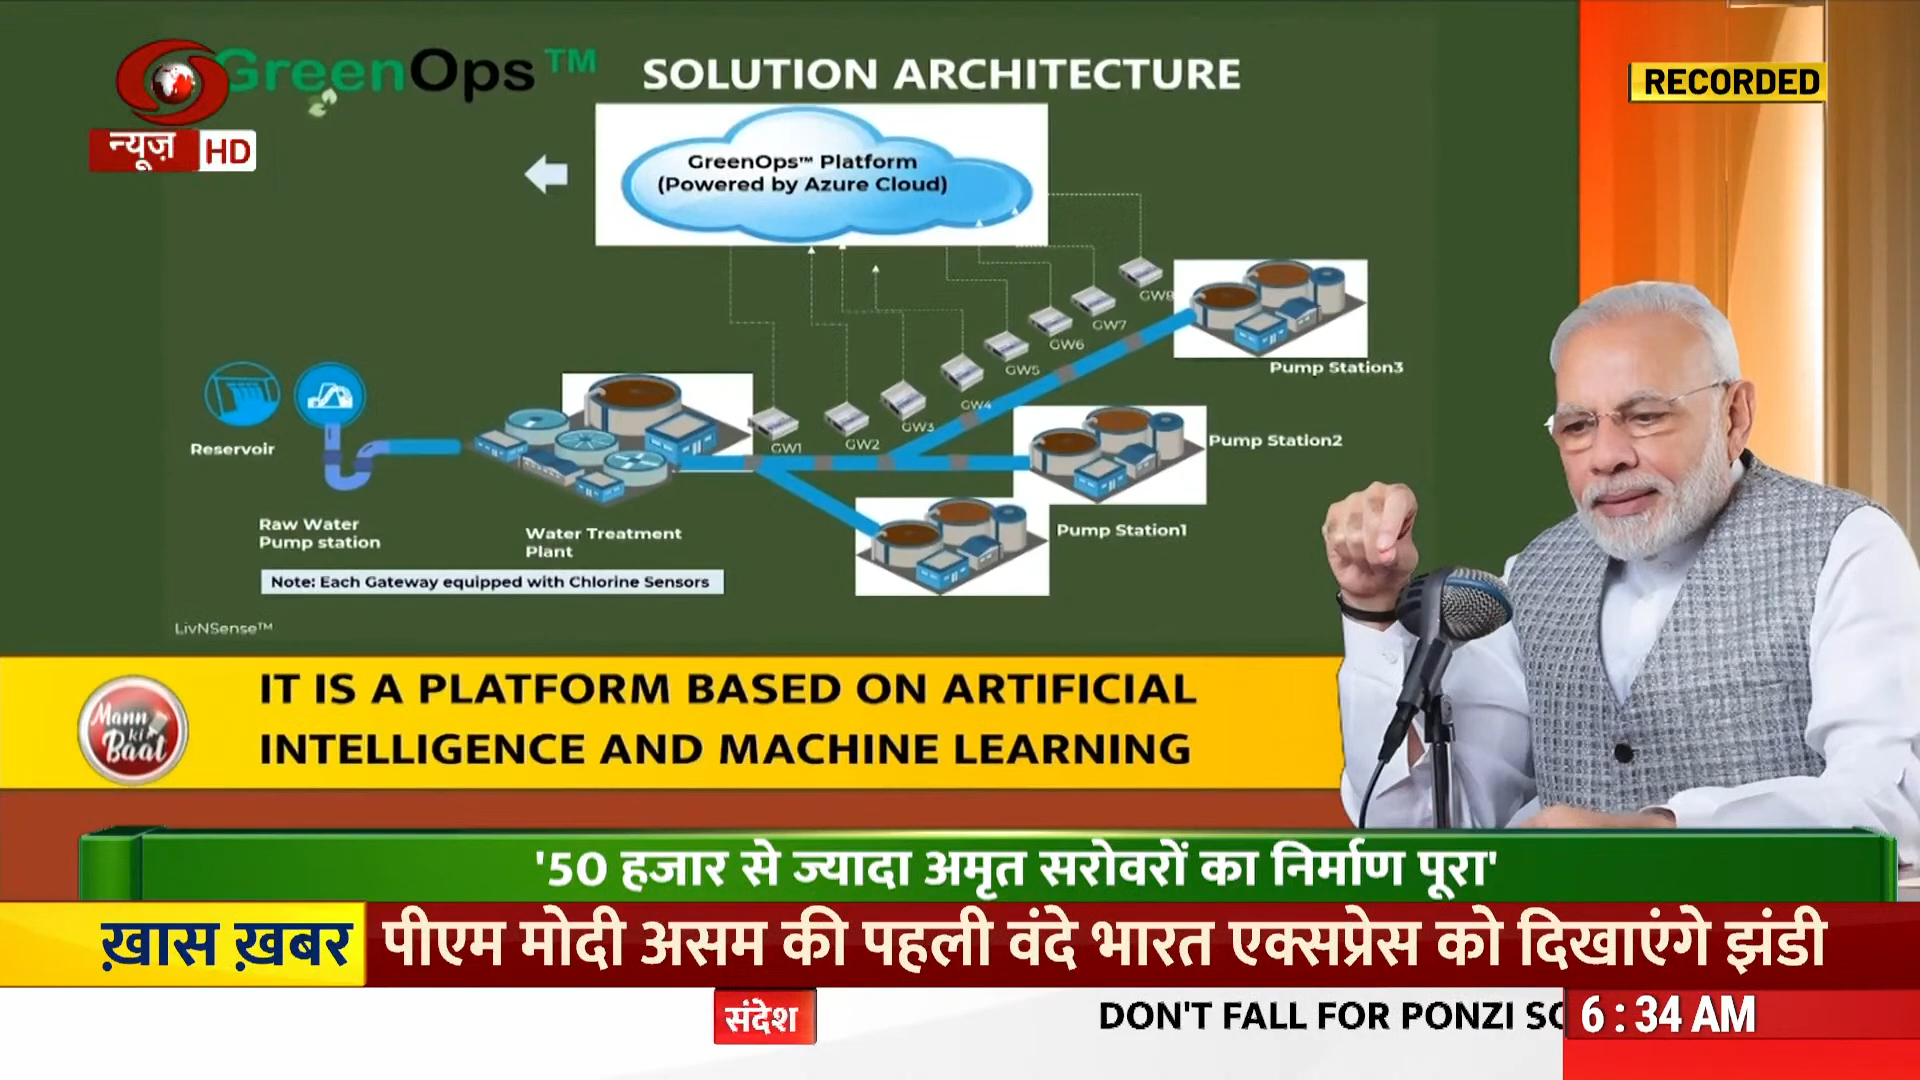 GreenOps™
SOLUTION ARCHITECTURE
RECORDED
न्यूज़ HD
GreenOps™ Platform
(Powered by Azure Cloud)
GW8
GW7
GW6
GW5
GW4
GW3
GW2
GW1
Pump Station3
Pump Station2
Pump Station1
Reservoir
Raw Water
Pump station
Water Treatment
Plant
Note: Each Gateway equipped with Chlorine Sensors
LivNSense™
Mann
ki
Baat
IT IS A PLATFORM BASED ON ARTIFICIAL
INTELLIGENCE AND MACHINE LEARNING
'50 हजार से ज्यादा अमृत सरोवरों का निर्माण पूरा'
ख़ास ख़बर
पीएम मोदी असम की पहली वंदे भारत एक्सप्रेस को दिखाएंगे झंडी
संदेश
DON'T FALL FOR PONZI
6 : 34 AM